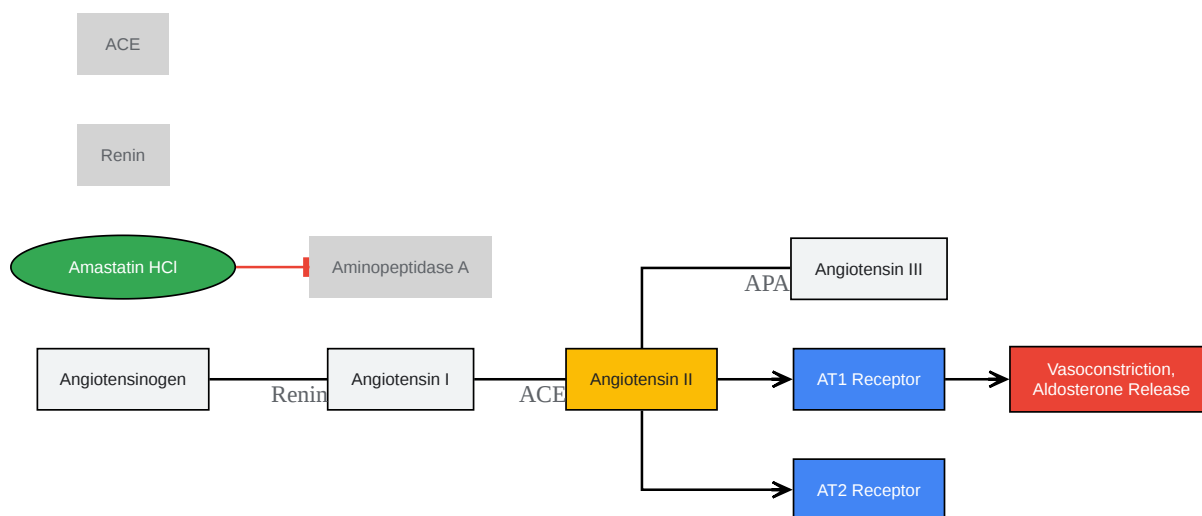 ACE
Renin
Amastatin HCl
Aminopeptidase A
Angiotensin III
APA
Angiotensinogen
Renin
Angiotensin I
ACE
Angiotensin II
AT1 Receptor
Vasoconstriction,
Aldosterone Release
AT2 Receptor